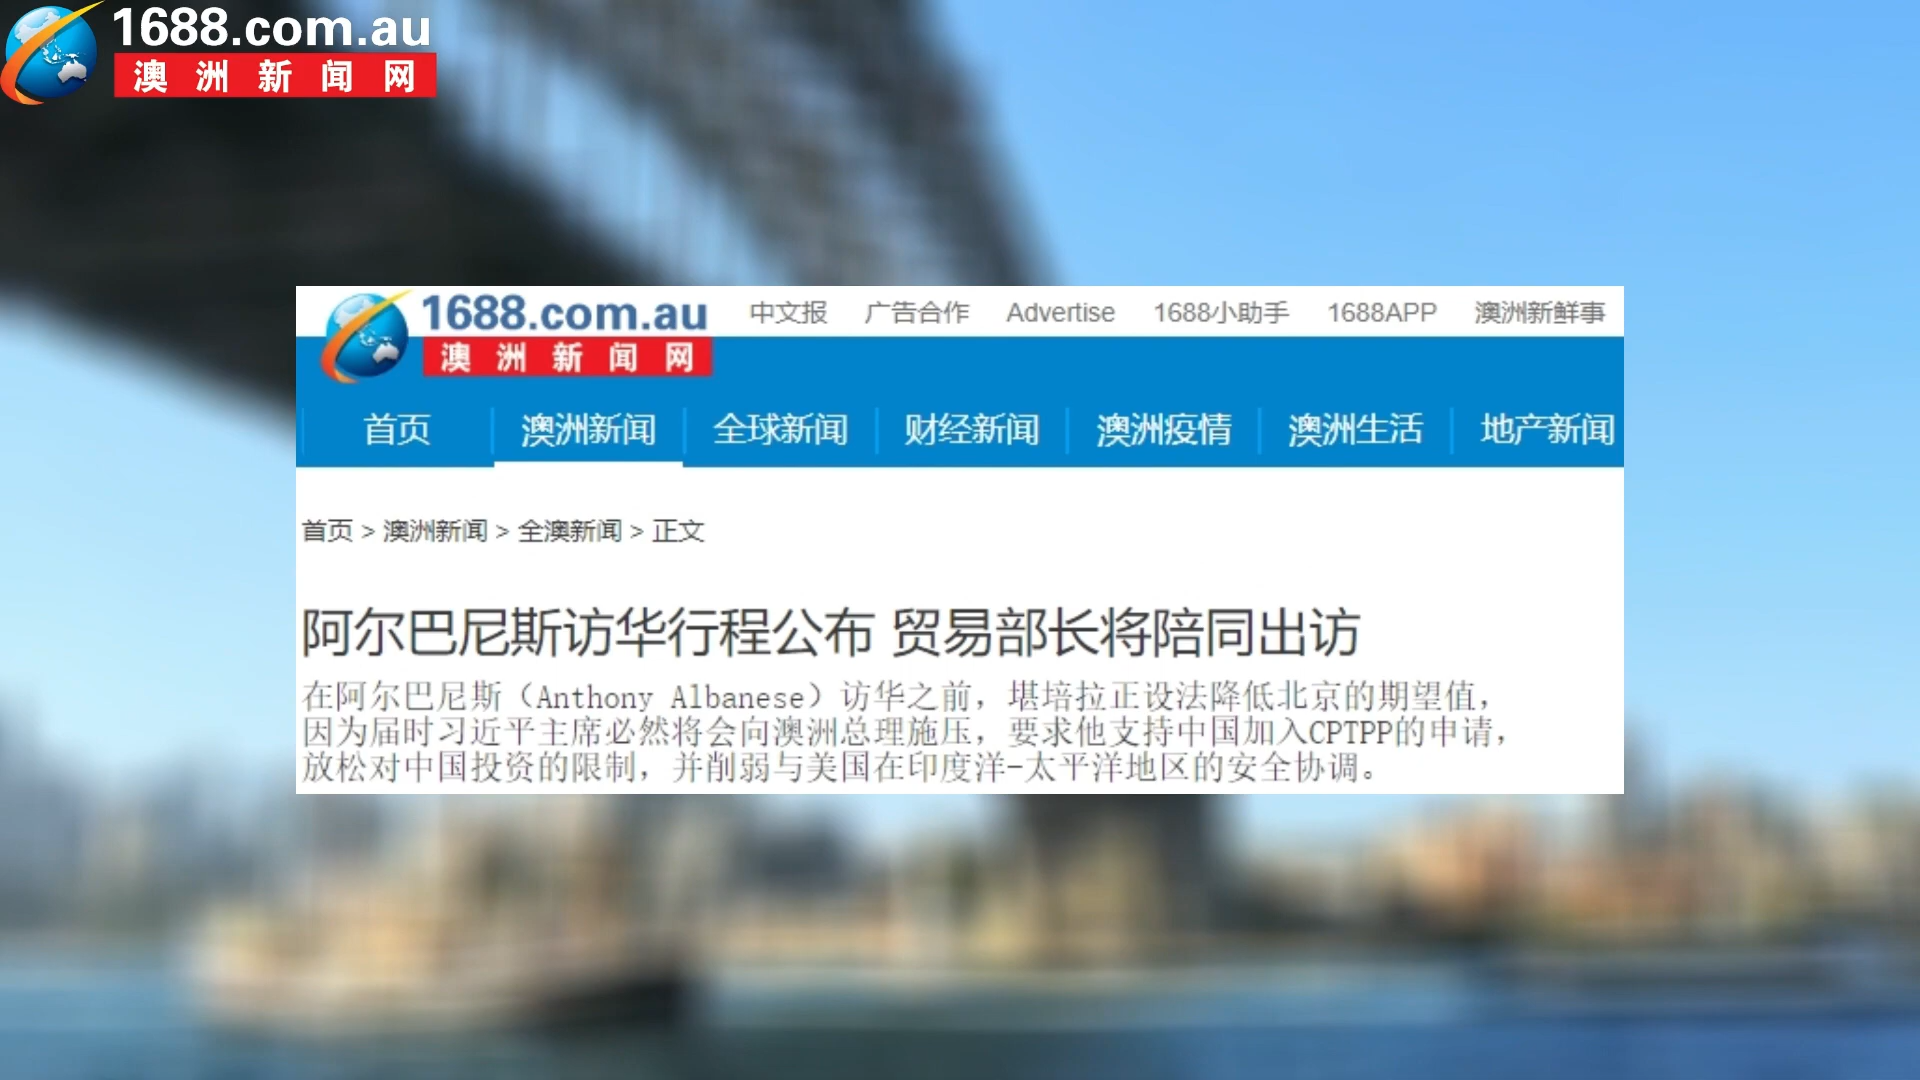 1688.com.au
澳洲新闻网
1688.com.au
澳洲新闻网
中文报 广告合作 Advertise 1688小助手 1688APP 澳洲新鲜事
首页 澳洲新闻 全球新闻 财经新闻 澳洲疫情 澳洲生活 地产新闻
首页 > 澳洲新闻 > 全澳新闻 > 正文
阿尔巴尼斯访华行程公布 贸易部长将陪同出访
在阿尔巴尼斯（Anthony Albanese）访华之前，堪培拉正设法降低北京的期望值，
因为届时习近平主席必然将会向澳洲总理施压，要求他支持中国加入CPTPP的申请，
放松对中国投资的限制，并削弱与美国在印度洋-太平洋地区的安全协调。